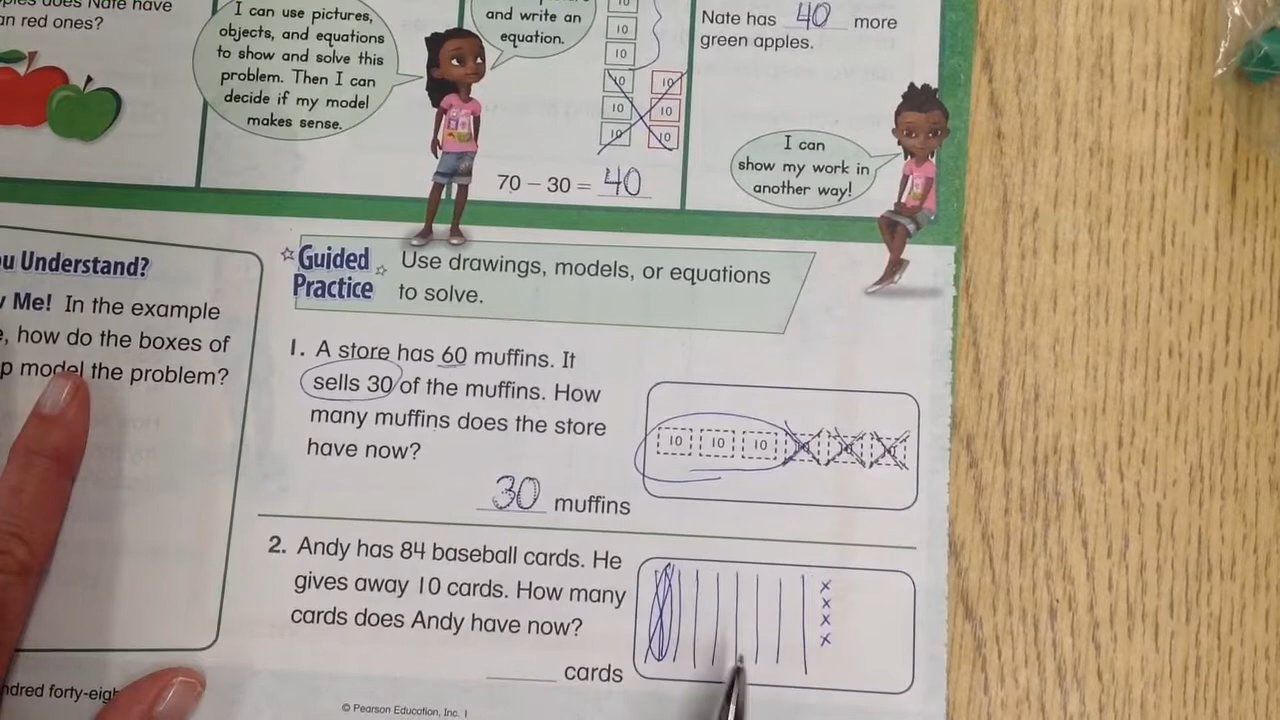 have
an red ones?
I can use pictures,
objects, and equations
to show and solve this
problem. Then I can
decide if my model
makes sense.
and write an
equation.
10
10
10
10 10
10 10
10 10
70 – 30 = 40
Nate has 40 more
green apples.
I can
show my work in
another way!
u Understand?
Me! In the example
, how do the boxes of
p model the problem?
Guided
Practice
Use drawings, models, or equations
to solve.
1. A store has 60 muffins. It
sells 30 of the muffins. How
many muffins does the store
have now?
30 muffins
10 10 10 10 10 10
2. Andy has 84 baseball cards. He
gives away 10 cards. How many
cards does Andy have now?
cards
x
x
x
x
ndred forty-eigh
© Pearson Education, Inc. 1